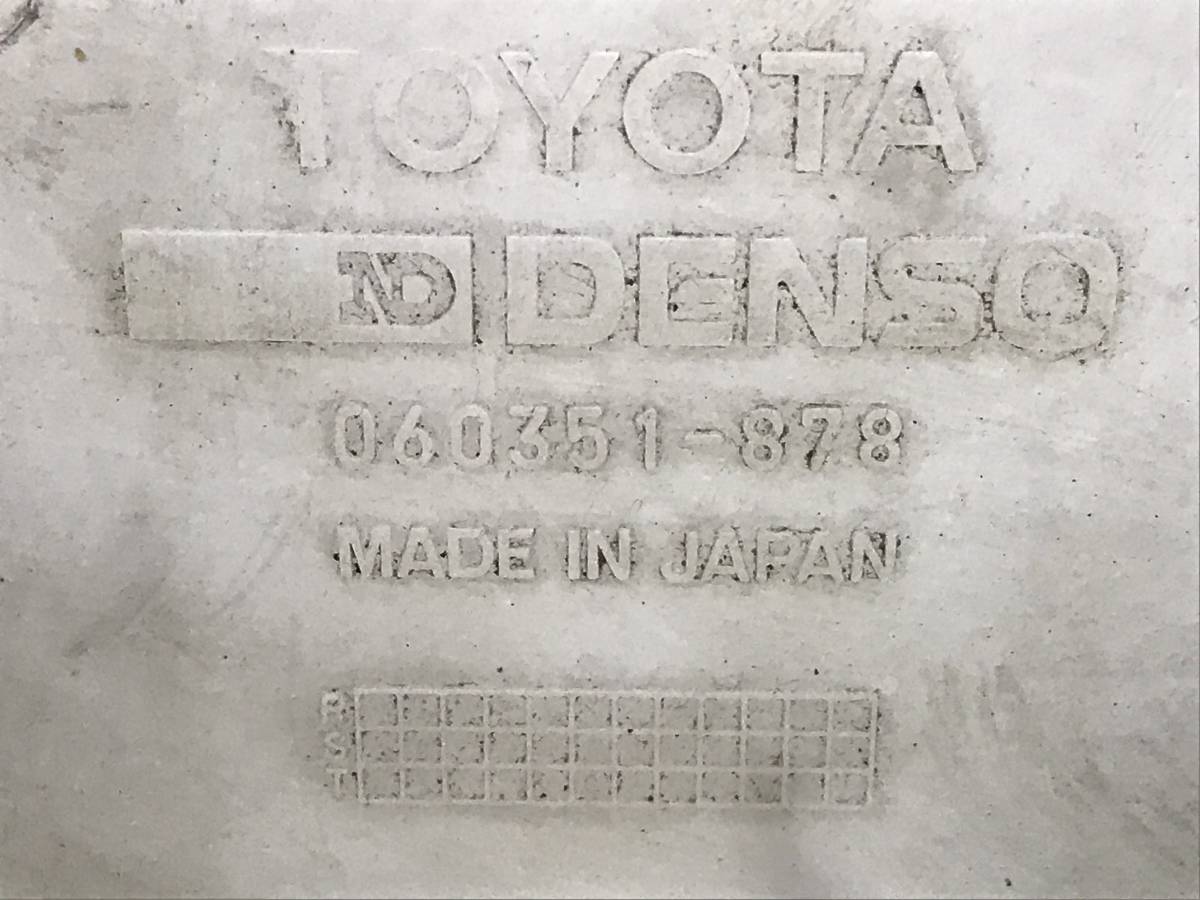 TOYOTA
ND DENSO
060351-878
MADE IN JAPAN
R
S
T